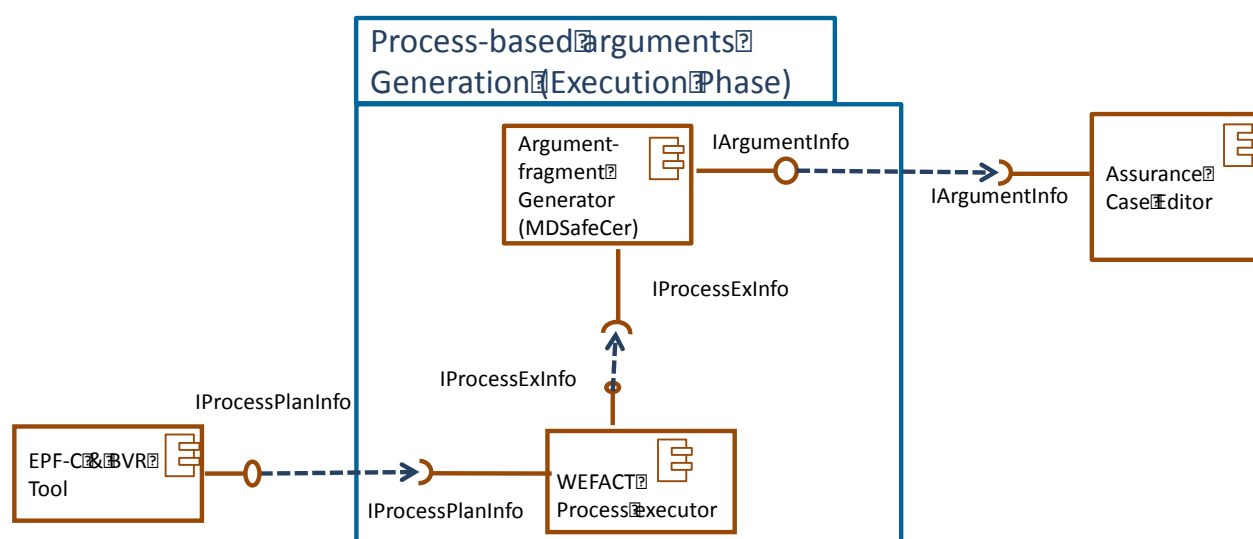 Process-based arguments
Generation (Execution Phase)
Argument-
fragment
Generator
(MDSafeCer)
IArgumentInfo
IArgumentInfo
Assurance
Case Editor
IProcessExInfo
IProcessExInfo
IProcessPlanInfo
EPF-C & BVR
Tool
IProcessPlanInfo
WEFACT
Process executor